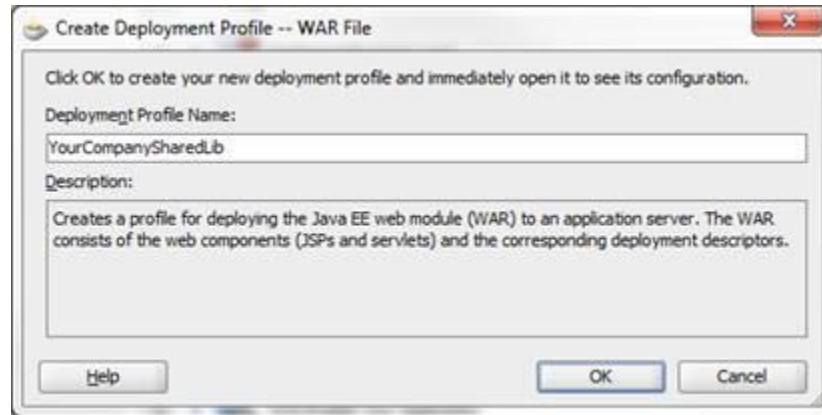 Create Deployment Profile -- WAR File
Click OK to create your new deployment profile and immediately open it to see its configuration.
Deployment Profile Name:
YourCompanySharedLib
Description:
Creates a profile for deploying the Java EE web module (WAR) to an application server. The WAR
consists of the web components (JSPs and servlets) and the corresponding deployment descriptors.
Help OK Cancel